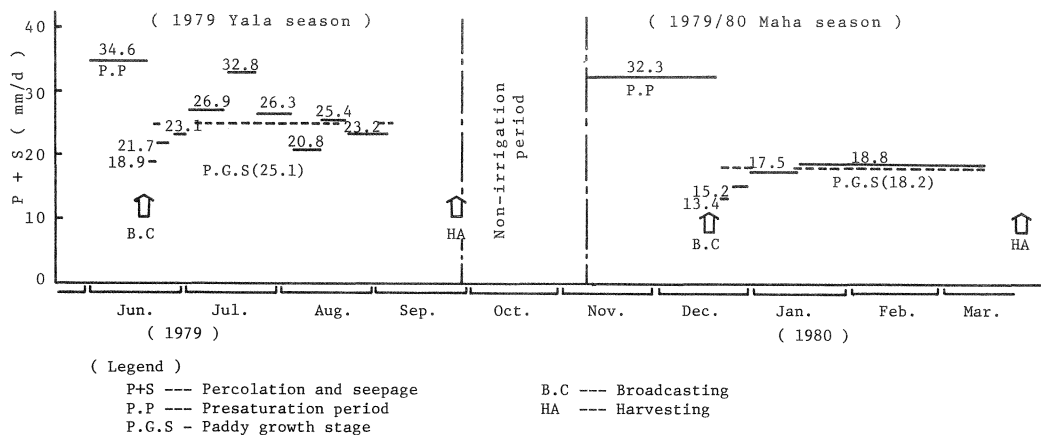 ( 1979 Yala season )
( 1979/80 Maha season )
P + S ( mm/d )
40
30
20
10
0
34.6
P.P
18.9
21.7
23.1
26.9
32.8
26.3
20.8
25.4
23.2
P.G.S(25.1)
B.C
HA
Non-irrigation
period
32.3
P.P
13.4
15.2
17.5
18.8
P.G.S(18.2)
B.C
HA
Jun. Jul. Aug. Sep. Oct. Nov. Dec. Jan. Feb. Mar.
( 1979 ) ( 1980 )
( Legend )
P+S --- Percolation and seepage
P.P --- Presaturation period
P.G.S - Paddy growth stage
B.C --- Broadcasting
HA --- Harvesting